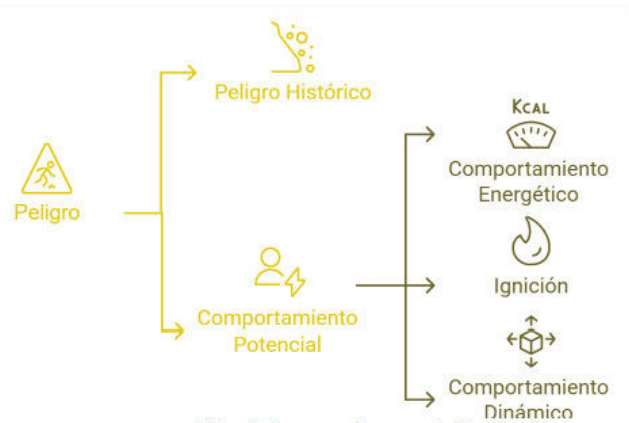 Peligro Histórico
KCAL
Comportamiento
Energético
Peligro
Ignición
Comportamiento
Potencial
Comportamiento
Dinámico